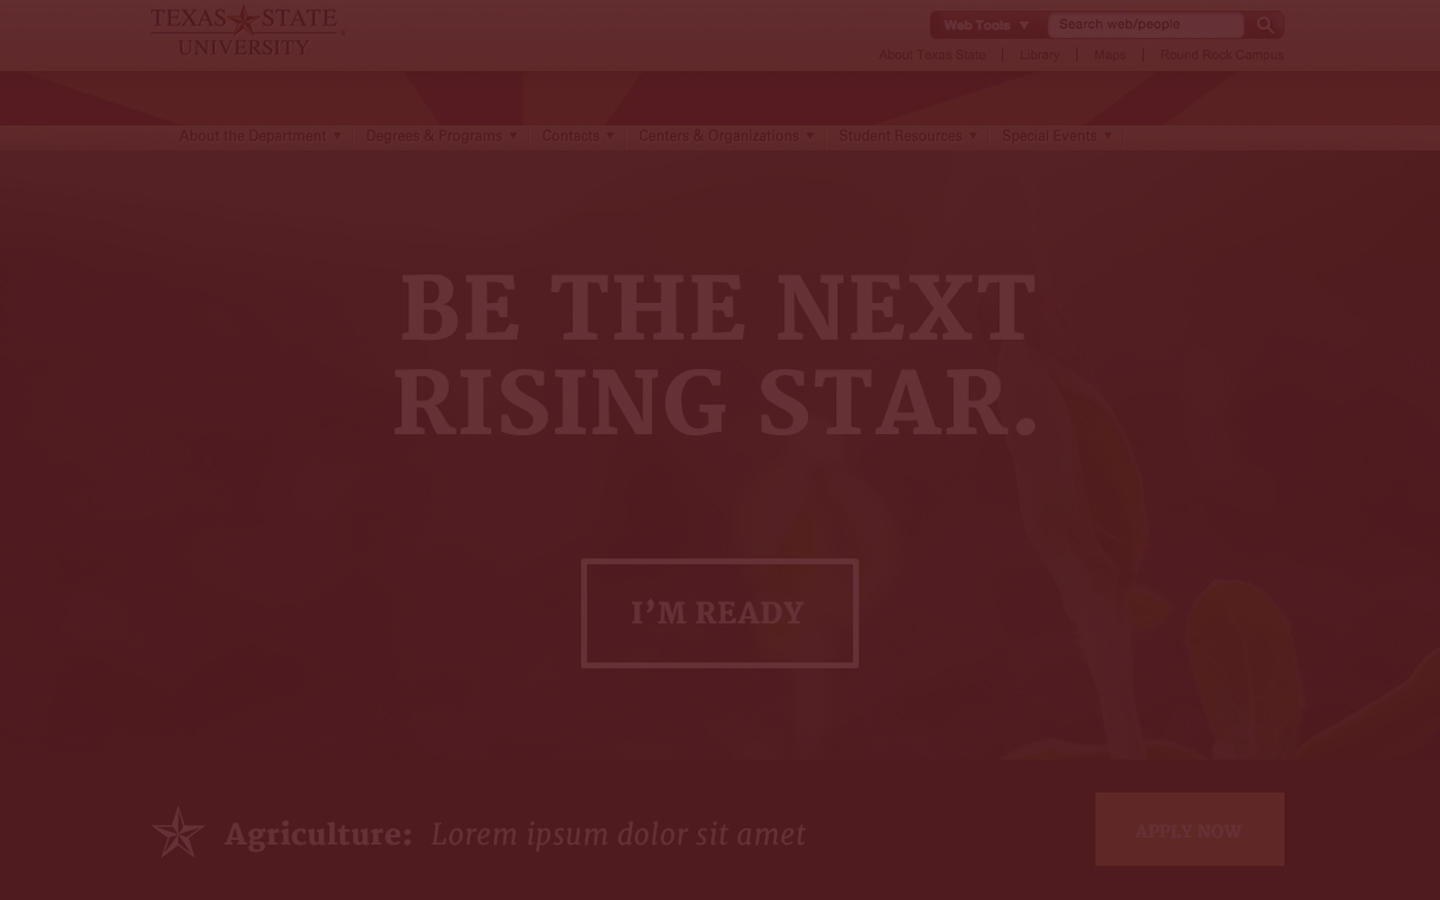 TEXAS STATE
UNIVERSITY
Web Tools ▼ Search web/people
About Texas State | Library | Maps | Round Rock Campus
About the Department ▼ Degrees & Programs ▼ Contacts ▼ Centers & Organizations ▼ Student Resources ▼ Special Events ▼
BE THE NEXT
RISING STAR.
I’M READY
Agriculture: Lorem ipsum dolor sit amet
APPLY NOW